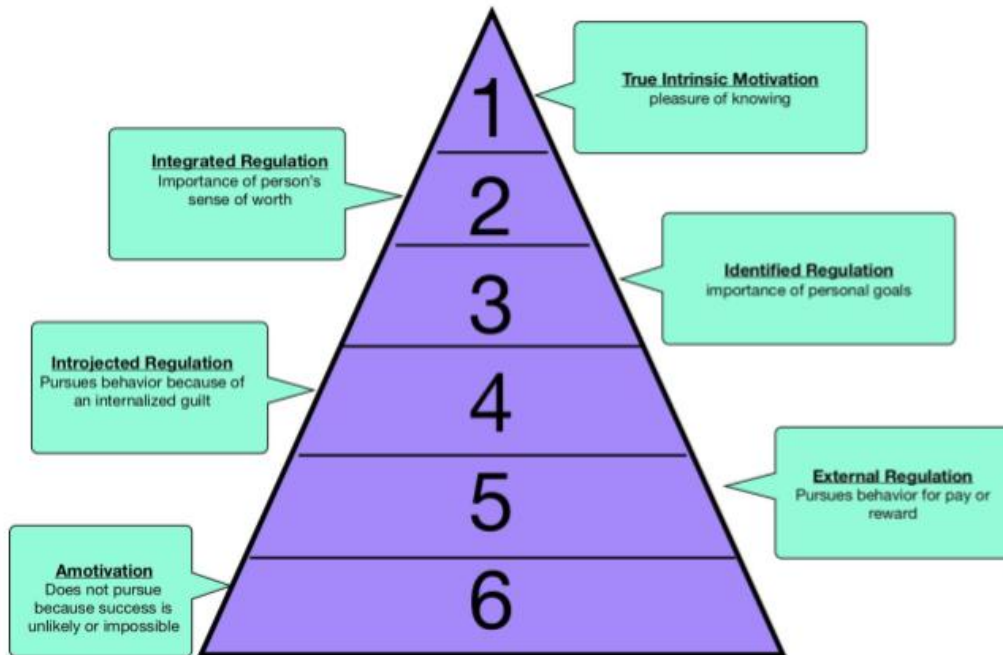 1
True Intrinsic Motivation
pleasure of knowing
Integrated Regulation
Importance of person's
sense of worth
2
Identified Regulation
importance of personal goals
3
Introjected Regulation
Pursues behavior because of
an internalized guilt
4
External Regulation
Pursues behavior for pay or
reward
5
Amotivation
Does not pursue
because success is
unlikely or impossible
6